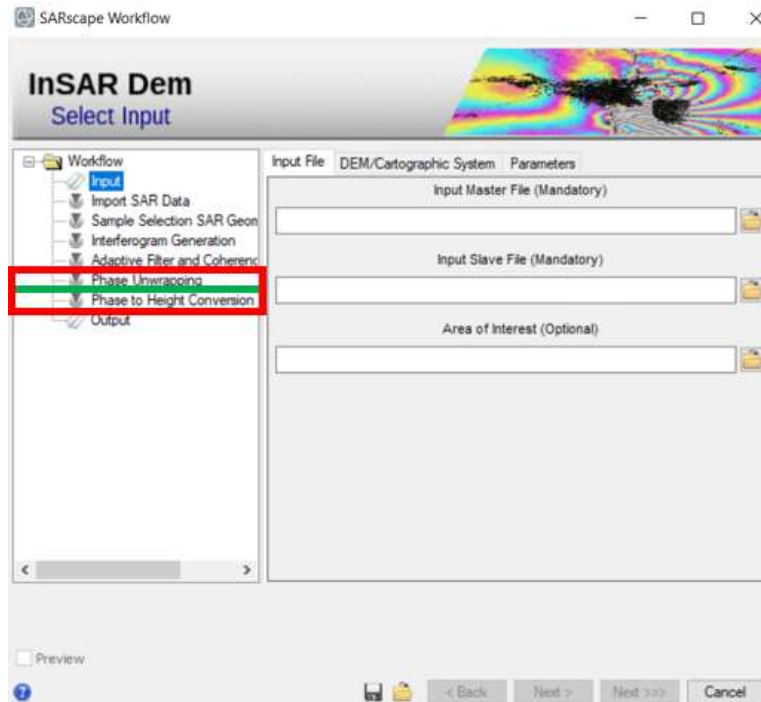 SARscape Workflow
InSAR Dem
Select Input
Workflow
Input
Import SAR Data
Sample Selection SAR Geom
Interferogram Generation
Adaptive Filter and Coherenc
Phase Unwrapping
Phase to Height Conversion
Output
Input File DEM/Cartographic System Parameters
Input Master File (Mandatory)
Input Slave File (Mandatory)
Area of Interest (Optional)
Preview
< Back Next > Next >>> Cancel